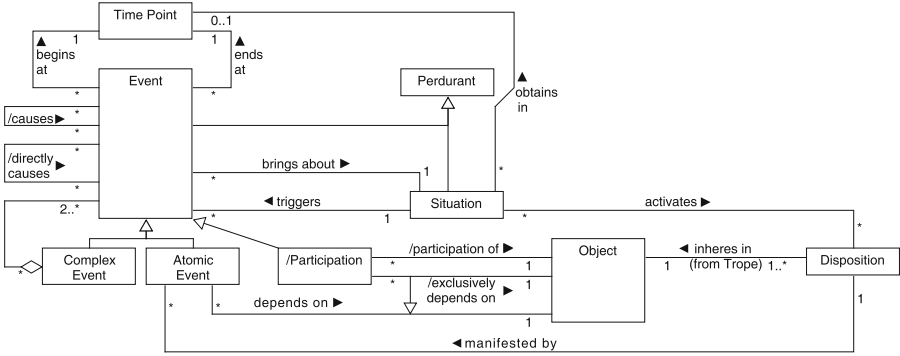 Time Point
0..1
1
1
◀ begins at
▲
begins
at
▲
ends
at
Event
Perdurant
▲
obtains
in
*
*
*
/causes ▶
*
*
/directly
causes ▶
*
brings about ▶
1
*
*
2..*
◀ triggers
*
1
Situation
*
activates ▶
*
*
Complex
Event
Atomic
Event
/Participation
/participation of ▶
*
1
Object
◀ inheres in
(from Trope)
1
1..*
Disposition
*
/exclusively
depends on ▶
1
*
*
depends on ▶
1
1
◀ manifested by